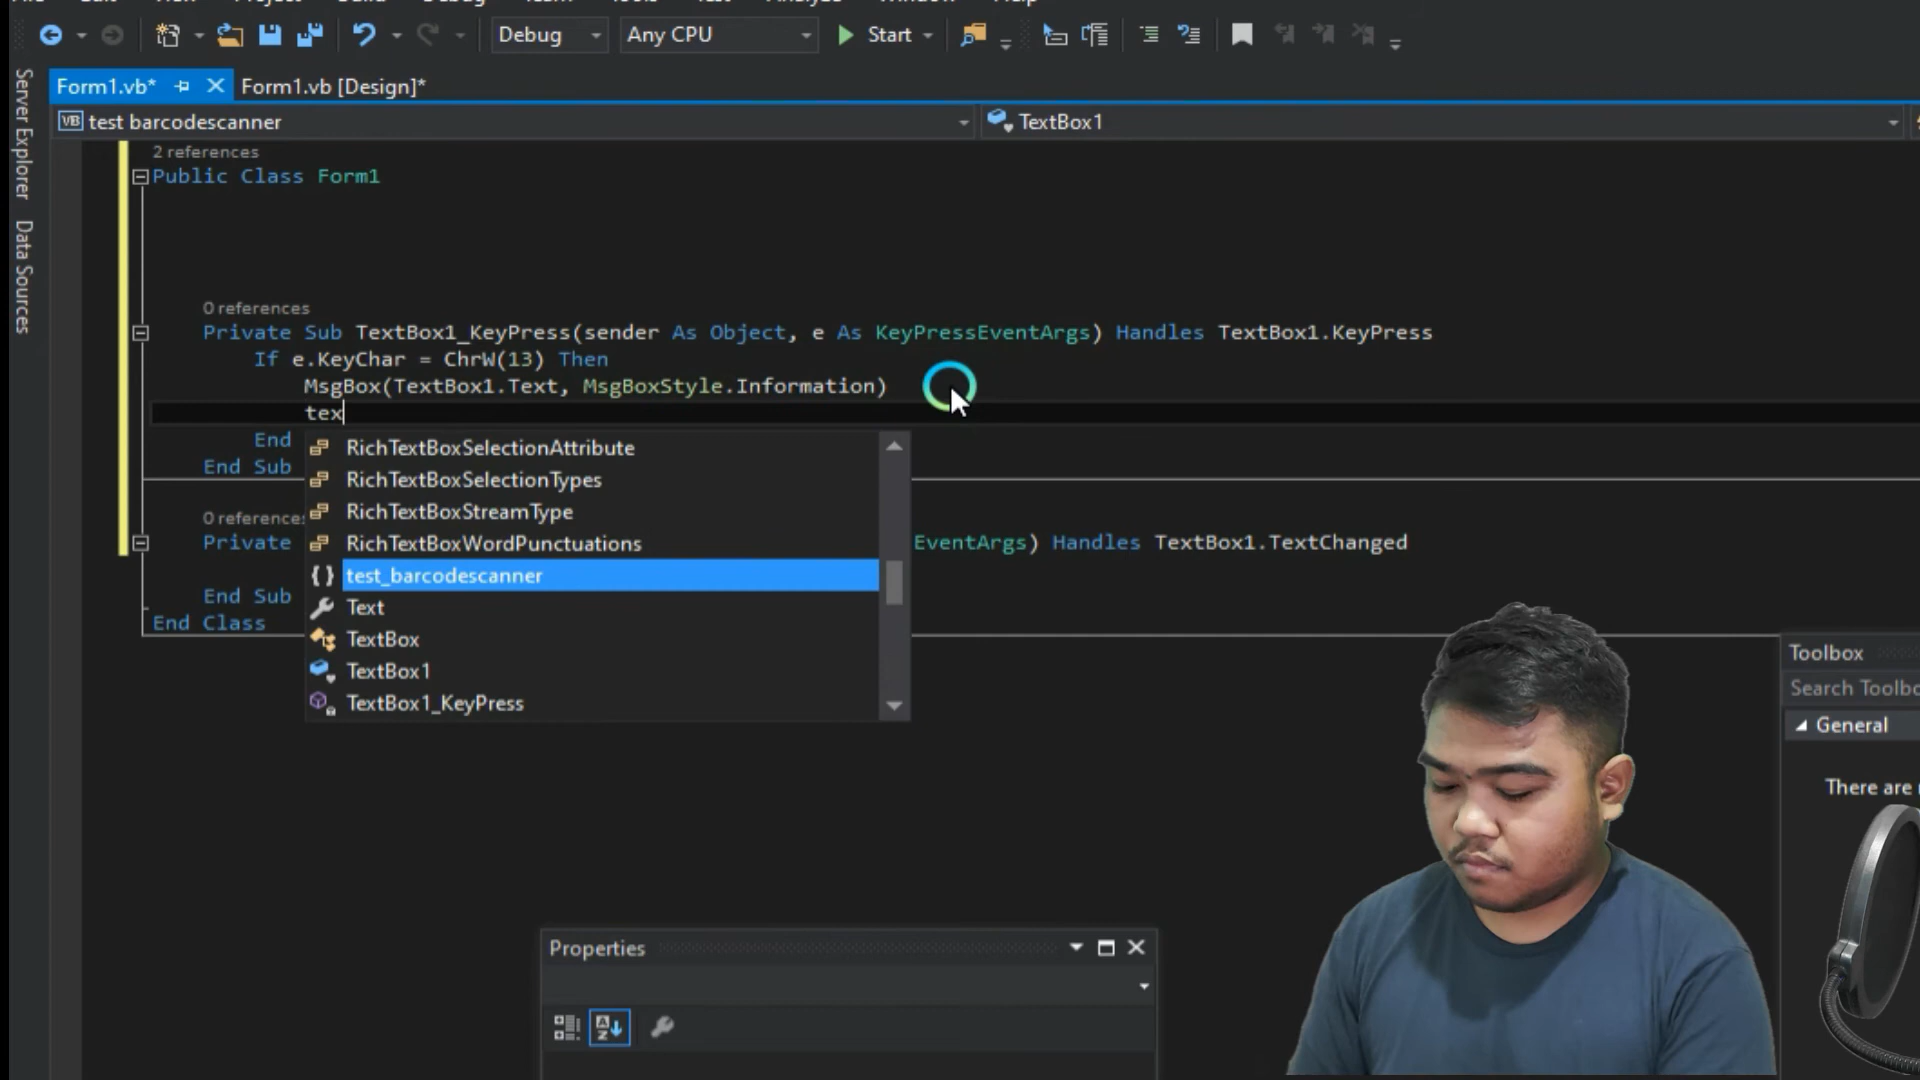 Debug
Any CPU
Start
Server Explorer
Data Sources
Form1.vb*
Form1.vb [Design]*
VB test barcodescanner
TextBox1
2 references
Public Class Form1
0 references
Private Sub TextBox1_KeyPress(sender As Object, e As KeyPressEventArgs) Handles TextBox1.KeyPress
If e.KeyChar = ChrW(13) Then
MsgBox(TextBox1.Text, MsgBoxStyle.Information)
tex
End
End Sub
RichTextBoxSelectionAttribute
RichTextBoxSelectionTypes
RichTextBoxStreamType
RichTextBoxWordPunctuations
test_barcodescanner
Text
TextBox
TextBox1
TextBox1_KeyPress
0 references
Private
EventArgs) Handles TextBox1.TextChanged
End Sub
End Class
Toolbox
Search Toolbo
General
There are
Properties